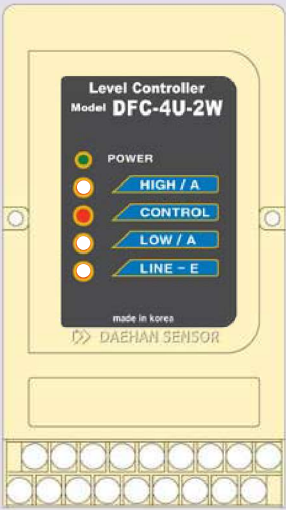 Level Controller
Model DFC-4U-2W
POWER
HIGH / A
CONTROL
LOW / A
LINE - E
made in korea
DAEHAN SENSOR